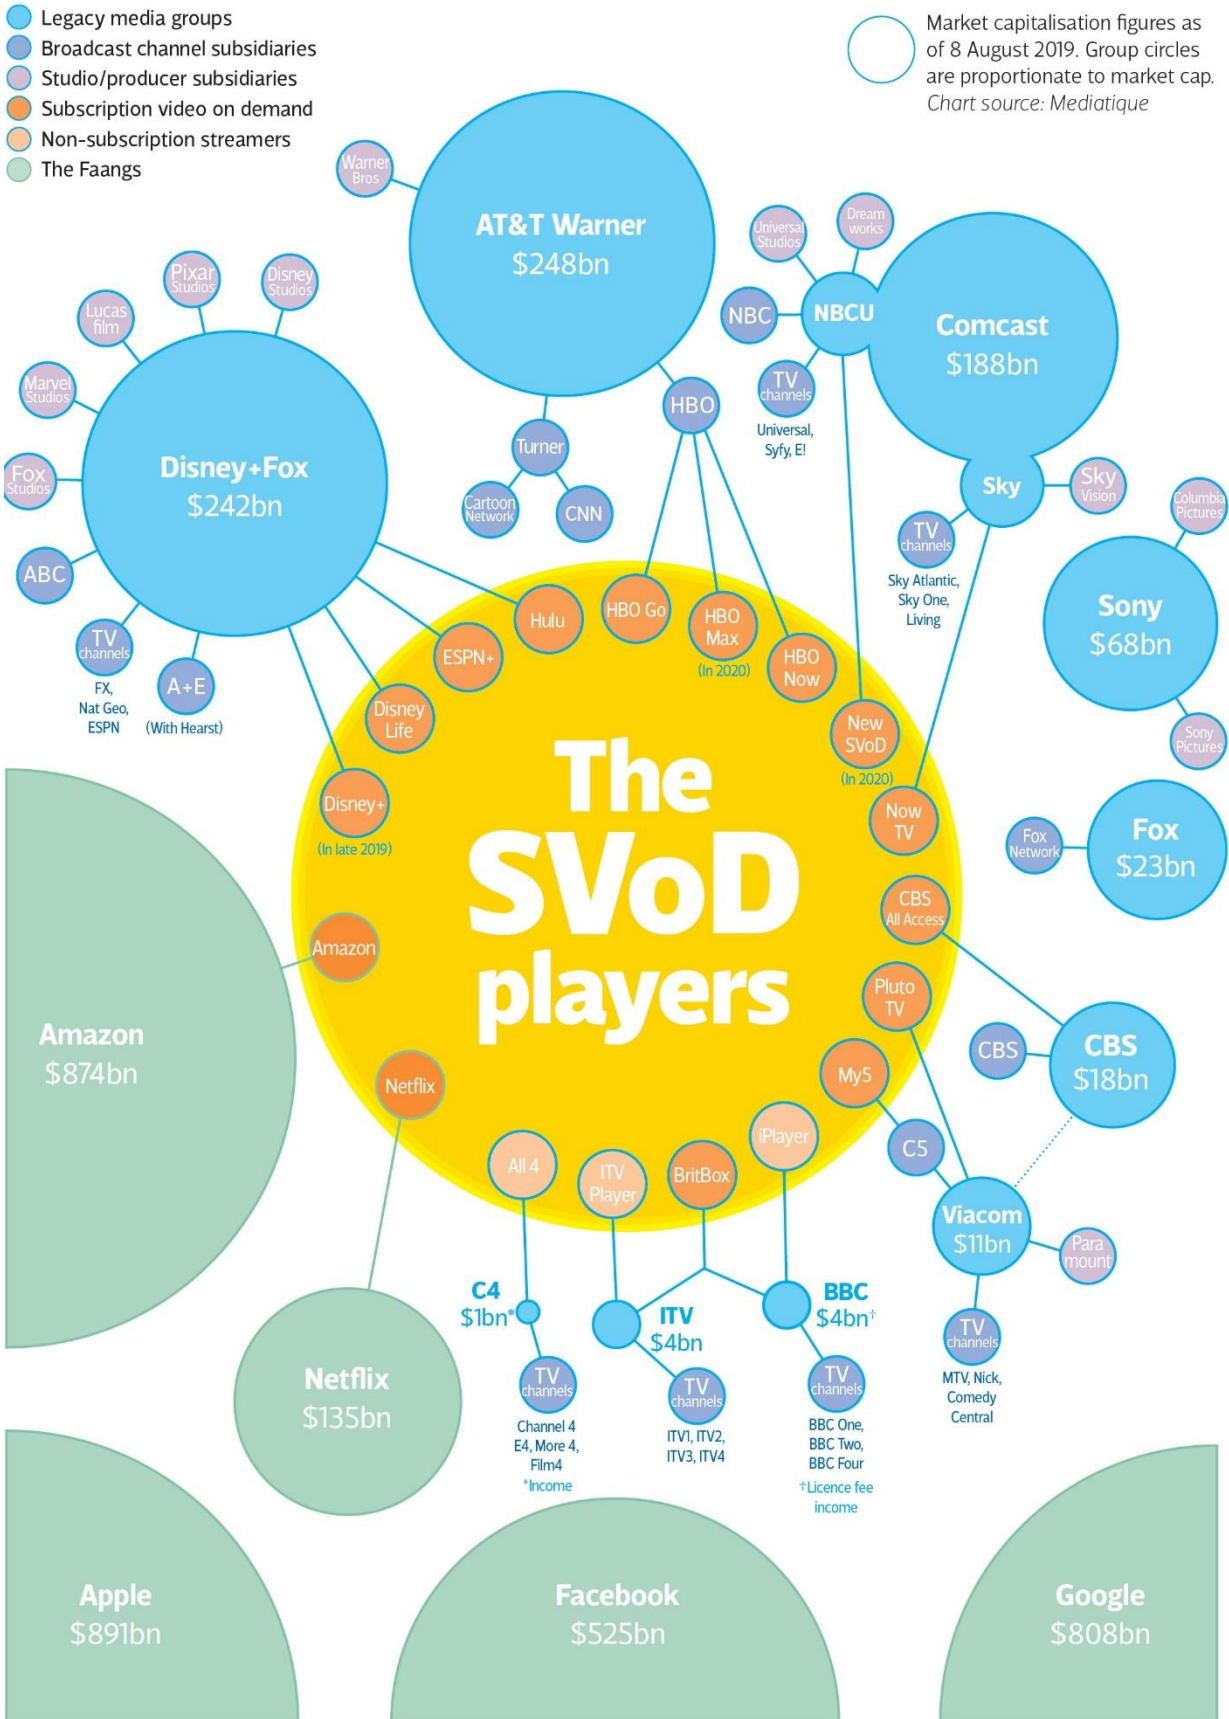 Legacy media groups
Broadcast channel subsidiaries
Studio/producer subsidiaries
Subscription video on demand
Non-subscription streamers
The Faangs
Market capitalisation figures as
of 8 August 2019. Group circles
are proportionate to market cap.
Chart source: Mediatique
Warner
Bros
AT&T Warner
$248bn
HBO
Turner
Cartoon
Network
CNN
Universal
Studios
Dream
works
NBC
NBCU
TV
channels
Universal,
Syfy, E!
Comcast
$188bn
Sky
Sky
Vision
TV
channels
Sky Atlantic,
Sky One,
Living
Pixar
Studios
Disney
Studios
Lucas
film
Marvel
Studios
Fox
Studios
Disney+Fox
$242bn
ABC
TV
channels
FX,
Nat Geo,
ESPN
A+E
(With Hearst)
Columbia
Pictures
Sony
$68bn
Sony
Pictures
Fox
Network
Fox
$23bn
The
SVoD
players
Hulu
HBO Go
HBO
Max
(In 2020)
HBO
Now
ESPN+
Disney
Life
Disney+
(In late 2019)
New
SVoD
(In 2020)
Now
TV
CBS
All Access
Pluto
TV
My5
iPlayer
BritBox
ITV
Player
All 4
Netflix
Amazon
Amazon
$874bn
CBS
CBS
$18bn
C5
Viacom
$11bn
Para
mount
TV
channels
MTV, Nick,
Comedy
Central
C4
$1bn*
TV
channels
Channel 4
E4, More 4,
Film4
*Income
ITV
$4bn
TV
channels
ITV1, ITV2,
ITV3, ITV4
BBC
$4bn†
TV
channels
BBC One,
BBC Two,
BBC Four
†Licence fee
income
Netflix
$135bn
Apple
$891bn
Facebook
$525bn
Google
$808bn